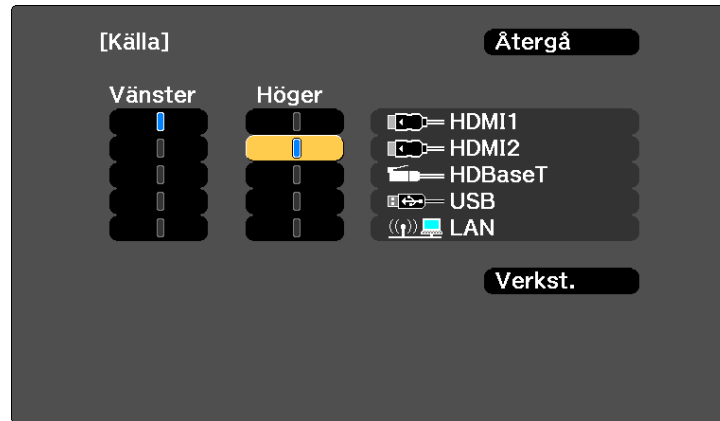 [Källa]
Återgå
Vänster Höger
HDMI1
HDMI2
HDBaseT
USB
LAN
Verkst.